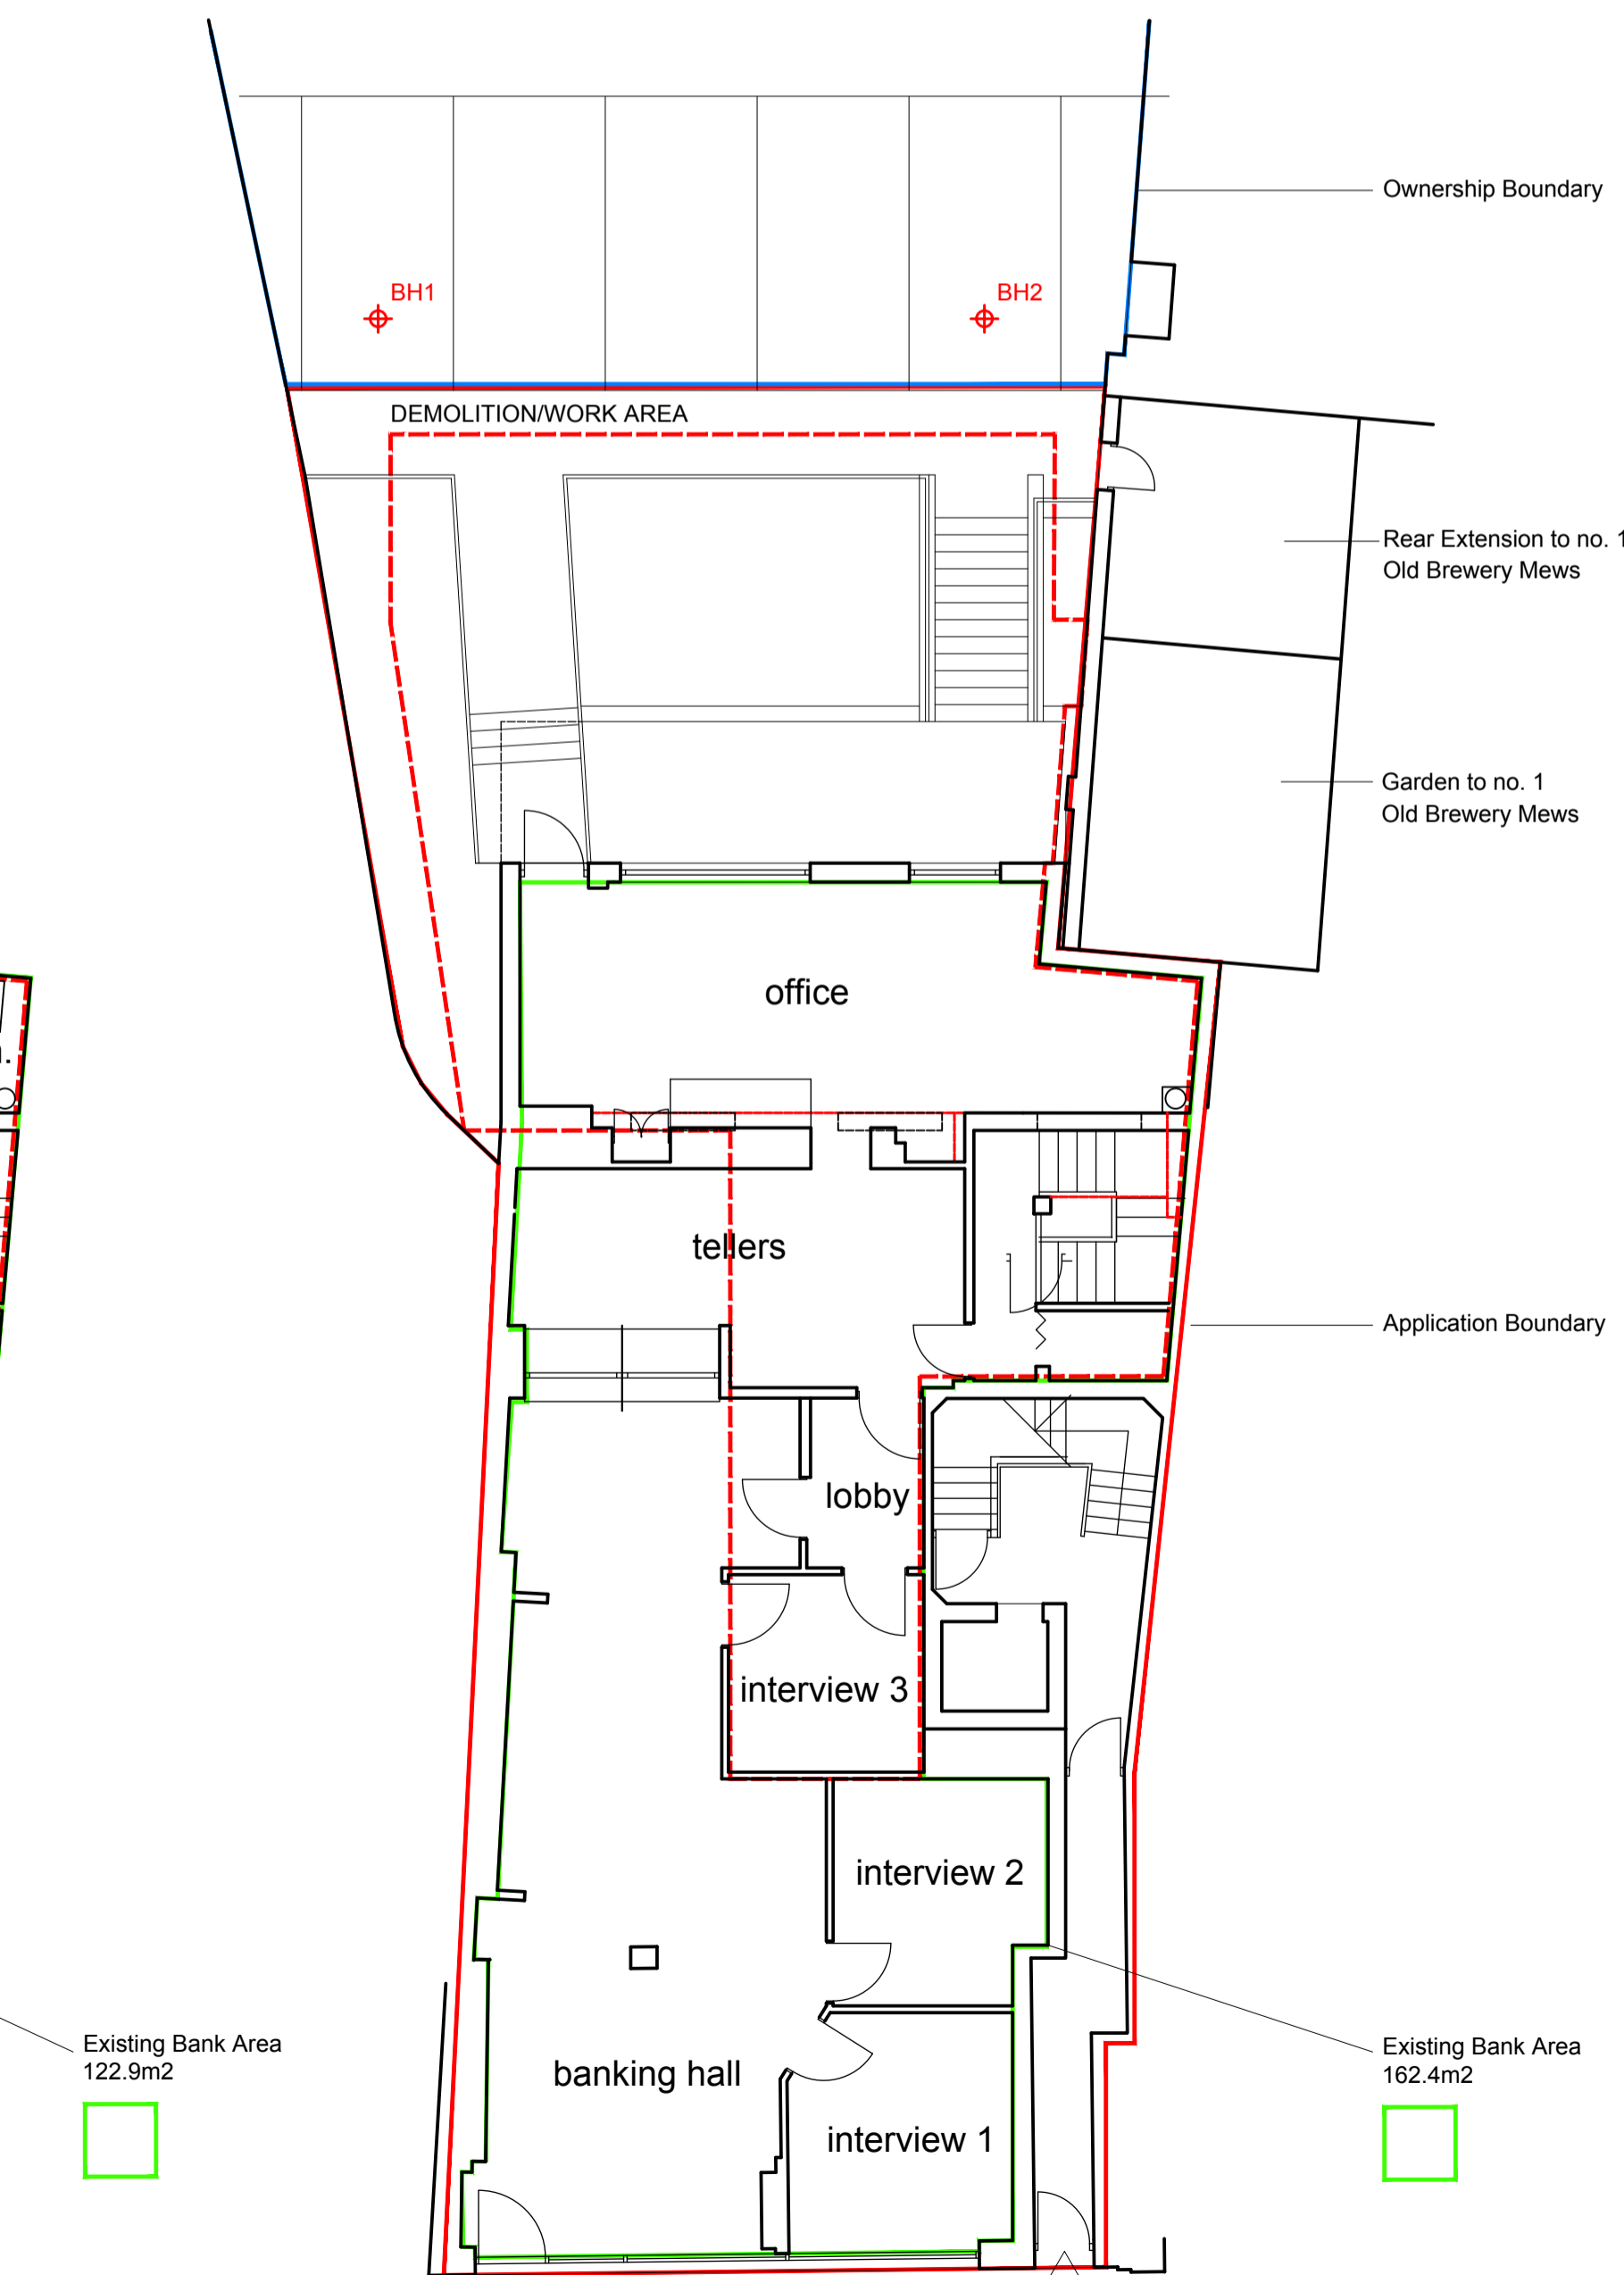 Ownership Boundary
BH1
BH2
DEMOLITION/WORK AREA
Rear Extension to no. 1
Old Brewery Mews
Garden to no. 1
Old Brewery Mews
office
tellers
Application Boundary
lobby
interview 3
interview 2
Existing Bank Area
122.9m2
banking hall
interview 1
Existing Bank Area
162.4m2